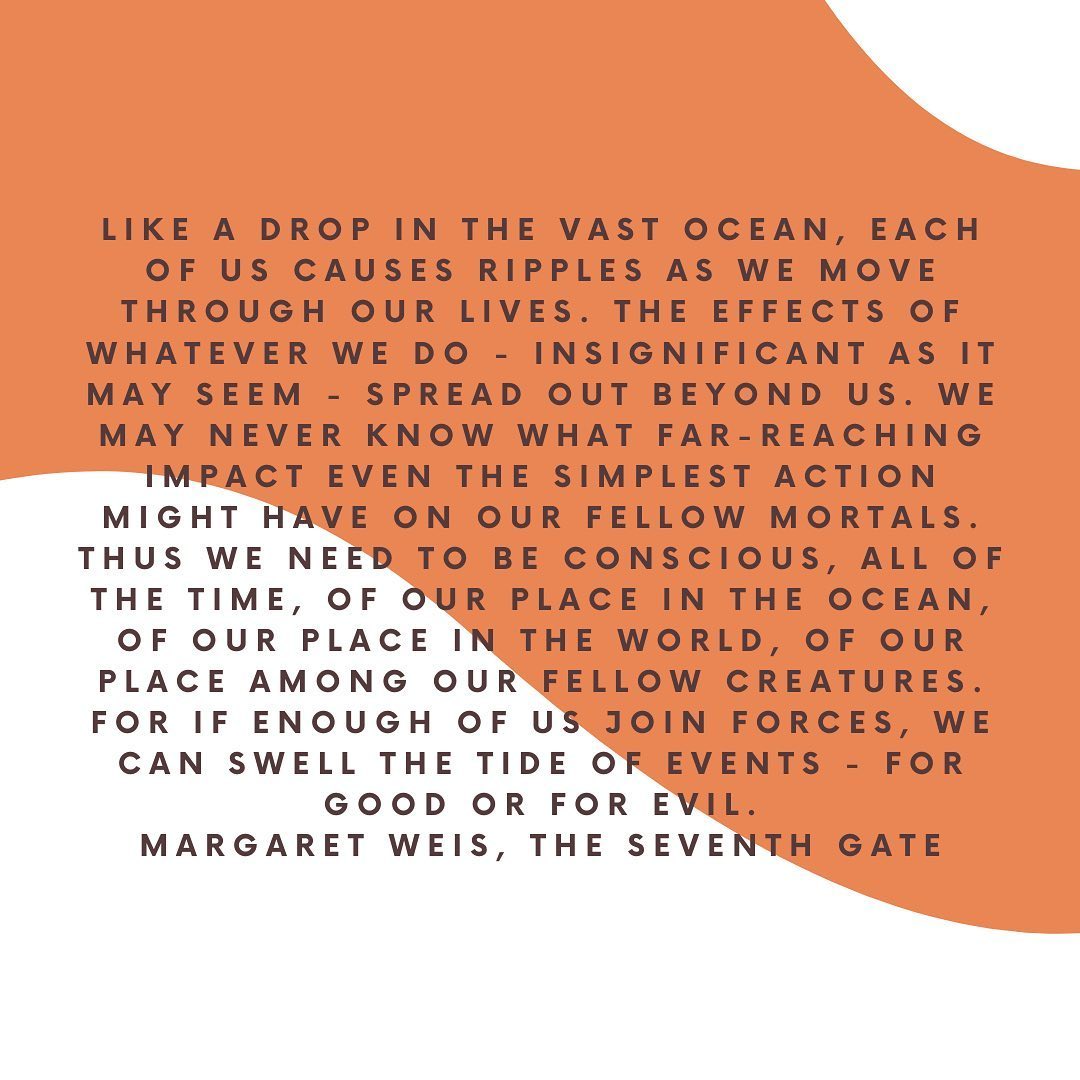 LIKE A DROP IN THE VAST OCEAN, EACH
OF US CAUSES RIPPLES AS WE MOVE
THROUGH OUR LIVES. THE EFFECTS OF
WHATEVER WE DO - INSIGNIFICANT AS IT
MAY SEEM - SPREAD OUT BEYOND US. WE
MAY NEVER KNOW WHAT FAR-REACHING
IMPACT EVEN THE SIMPLEST ACTION
MIGHT HAVE ON OUR FELLOW MORTALS.
THUS WE NEED TO BE CONSCIOUS, ALL OF
THE TIME, OF OUR PLACE IN THE OCEAN,
OF OUR PLACE IN THE WORLD, OF OUR
PLACE AMONG OUR FELLOW CREATURES.
FOR IF ENOUGH OF US JOIN FORCES, WE
CAN SWELL THE TIDE OF EVENTS - FOR
GOOD OR FOR EVIL.
MARGARET WEIS, THE SEVENTH GATE